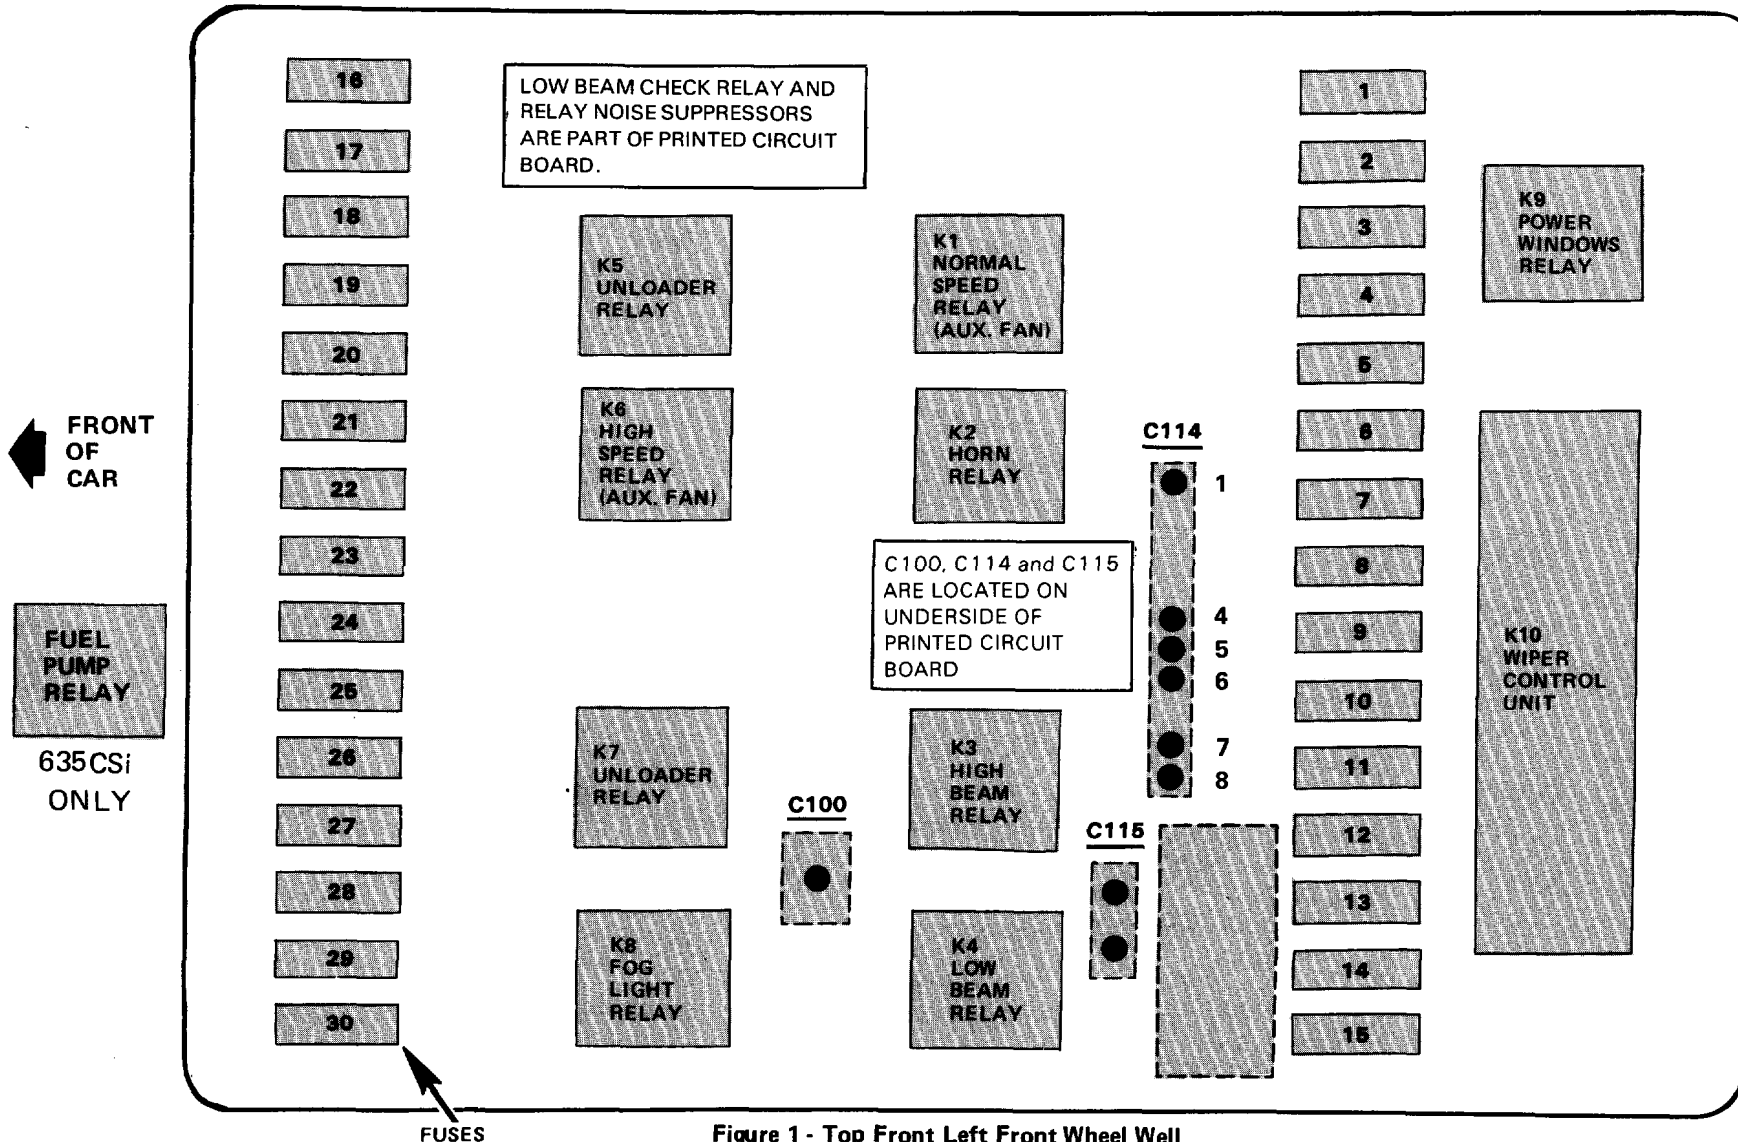 16
17
18
19
20
21
22
23
24
25
26
27
28
29
30
FUSES
FRONT
OF
CAR
FUEL
PUMP
RELAY
635CSi
ONLY
LOW BEAM CHECK RELAY AND
RELAY NOISE SUPPRESSORS
ARE PART OF PRINTED CIRCUIT
BOARD.
K5
UNLOADER
RELAY
K6
HIGH
SPEED
RELAY
(AUX. FAN)
K7
UNLOADER
RELAY
K8
FOG
LIGHT
RELAY
C100
K1
NORMAL
SPEED
RELAY
(AUX. FAN)
K2
HORN
RELAY
C100, C114 and C115
ARE LOCATED ON
UNDERSIDE OF
PRINTED CIRCUIT
BOARD
K3
HIGH
BEAM
RELAY
K4
LOW
BEAM
RELAY
C114
1
4
5
6
7
8
C115
1
2
3
4
5
6
7
8
9
10
11
12
13
14
15
K9
POWER
WINDOWS
RELAY
K10
WIPER
CONTROL
UNIT
Figure 1 - Top Front Left Front Wheel Well